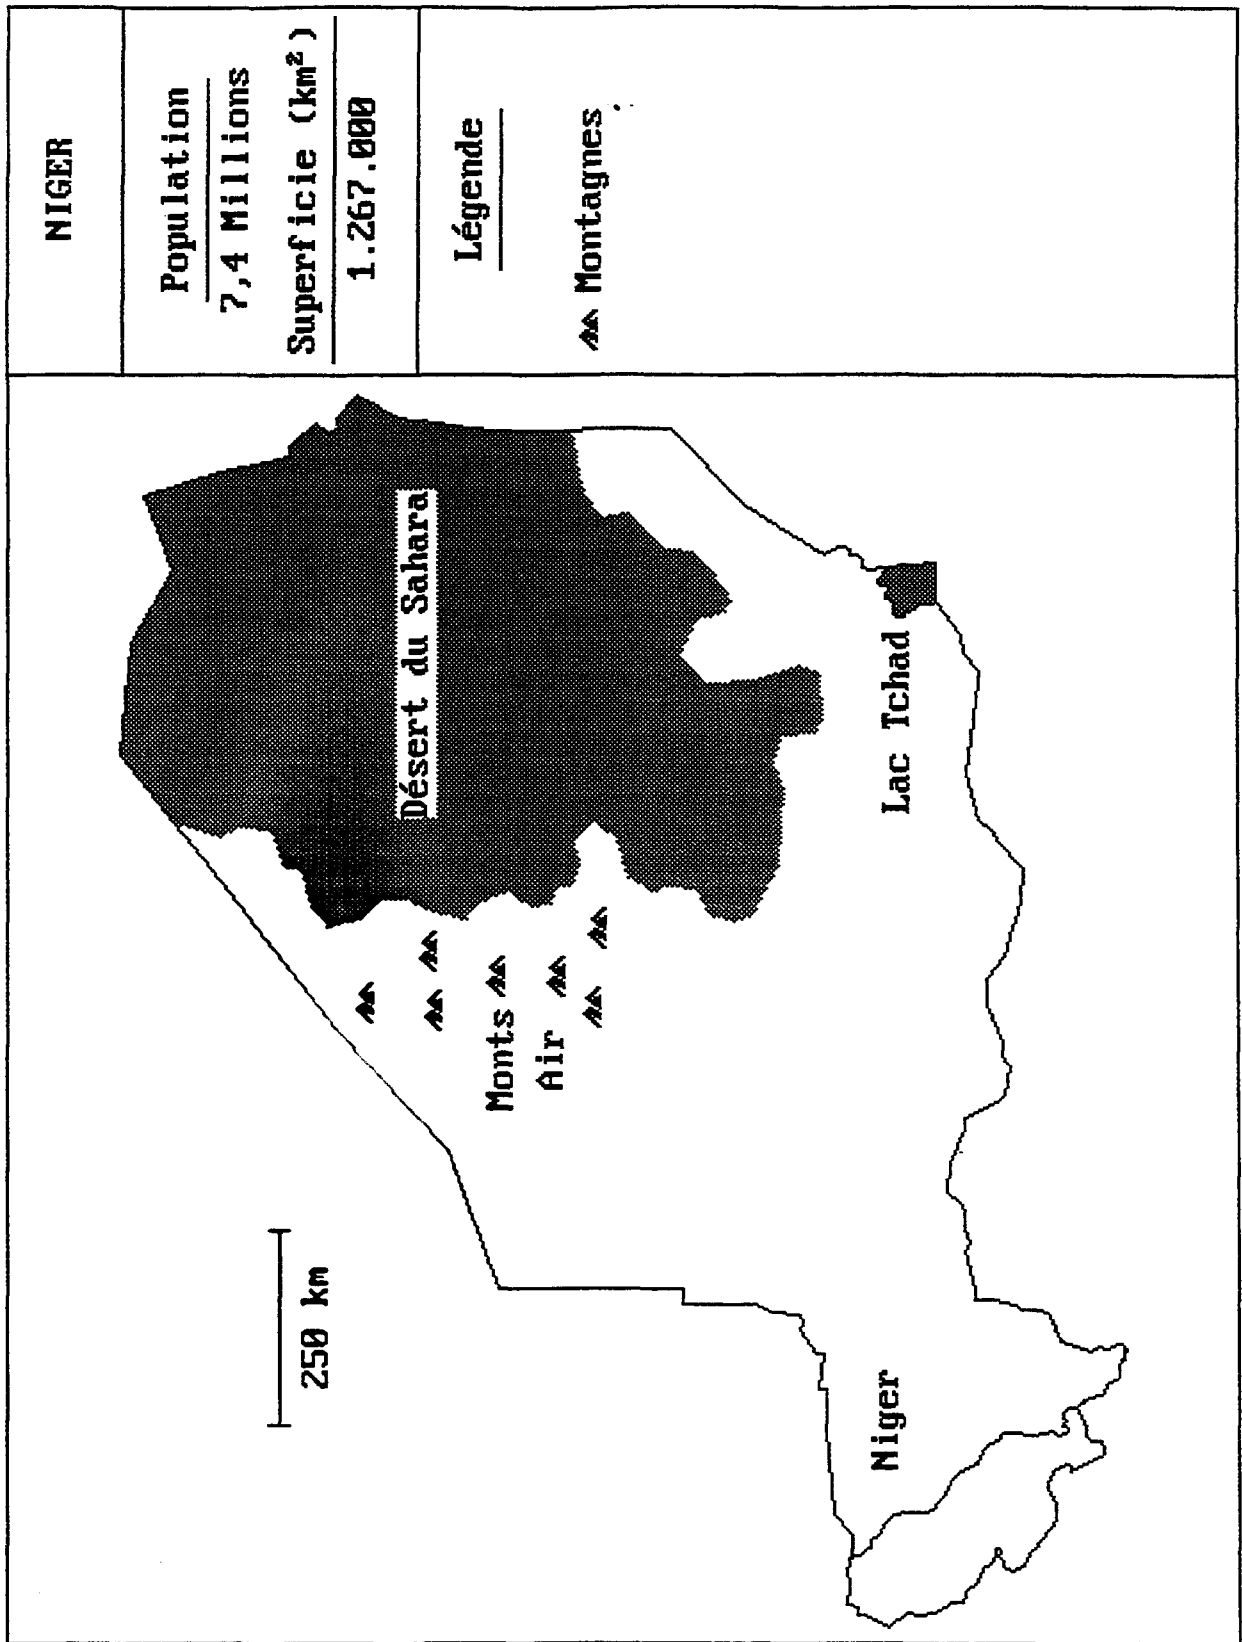 NIGER
Population
7,4 Millions
Superficie (km²)
1.267.000
Légende
Montagnes
Désert du Sahara
Monts
Air
Lac Tchad
250 km
Niger